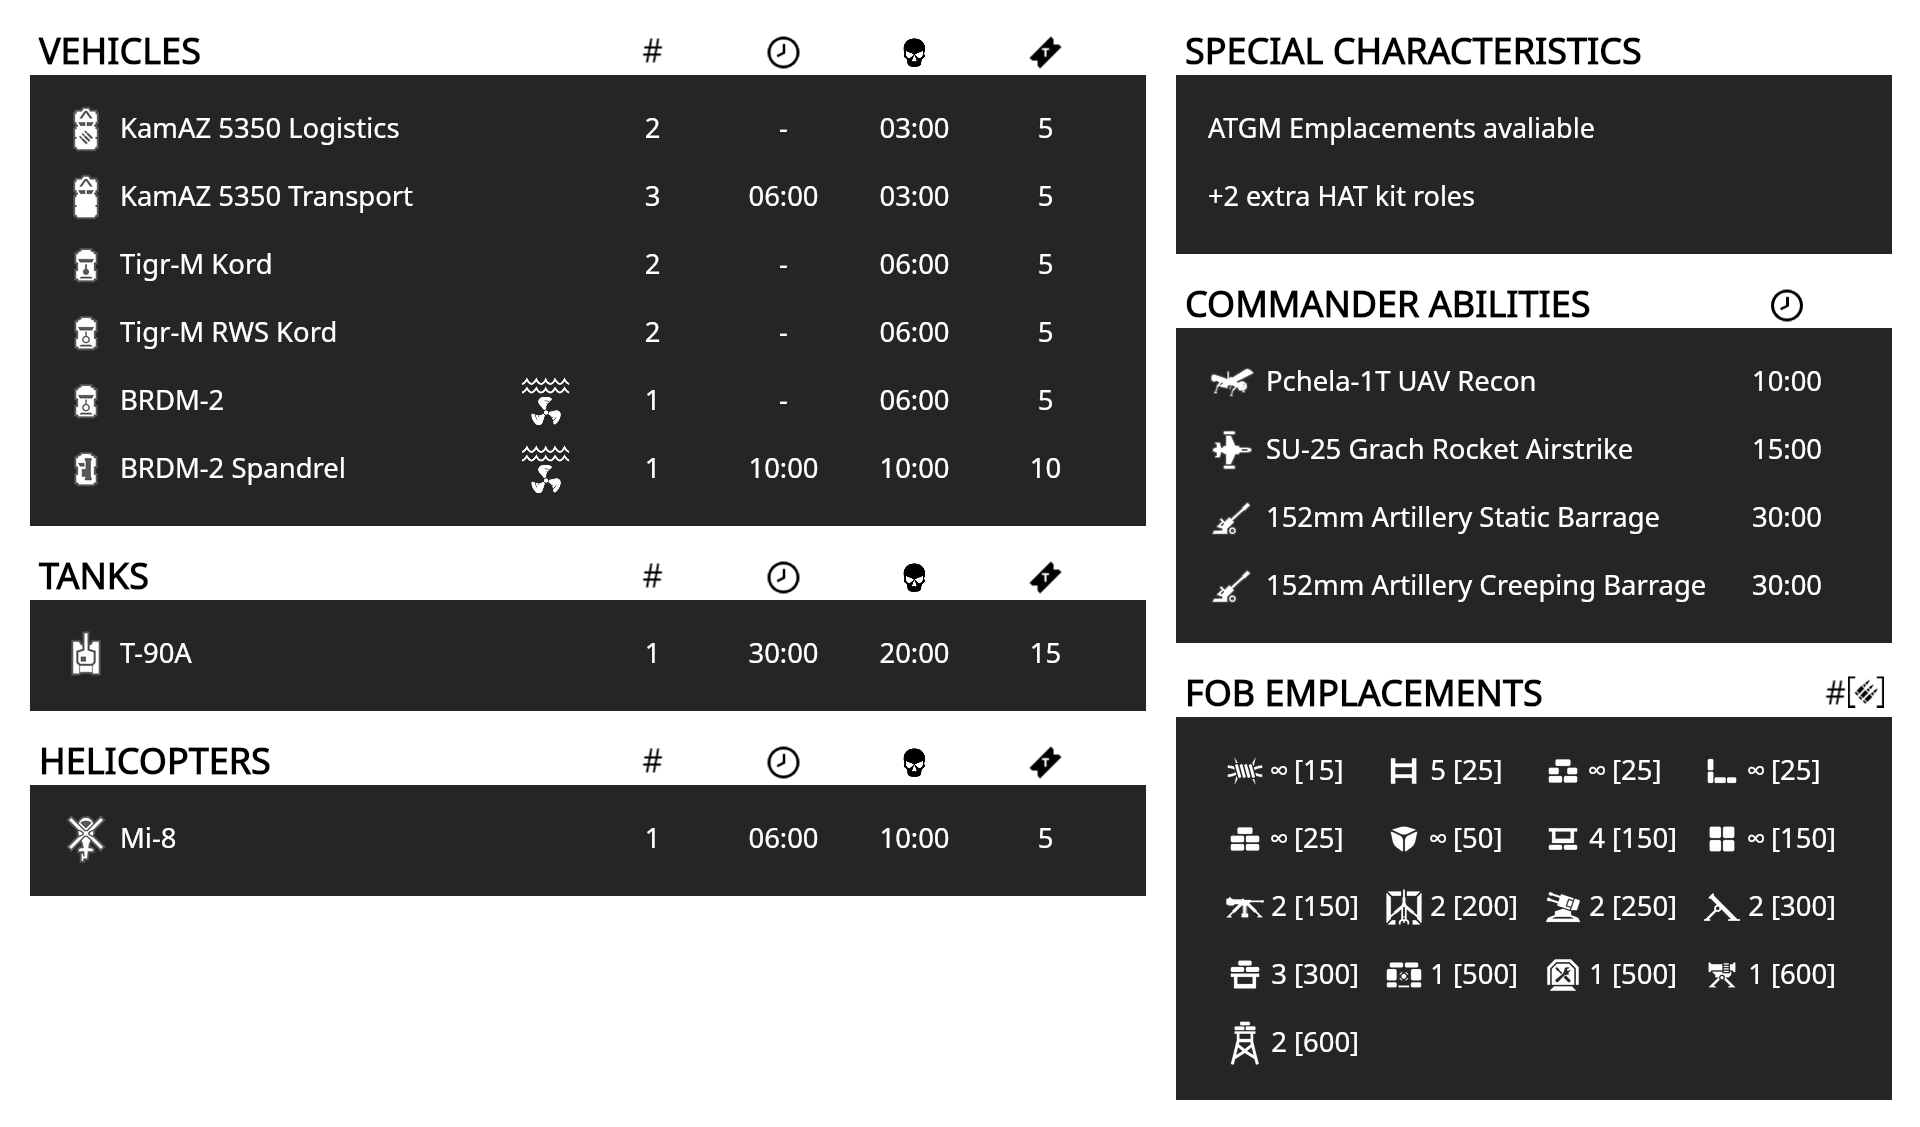 VEHICLES #
KamAZ 5350 Logistics 2 - 03:00 5
KamAZ 5350 Transport 3 06:00 03:00 5
Tigr-M Kord 2 - 06:00 5
Tigr-M RWS Kord 2 - 06:00 5
BRDM-2 1 - 06:00 5
BRDM-2 Spandrel 1 10:00 10:00 10
TANKS #
T-90A 1 30:00 20:00 15
HELICOPTERS #
Mi-8 1 06:00 10:00 5
SPECIAL CHARACTERISTICS
ATGM Emplacements avaliable
+2 extra HAT kit roles
COMMANDER ABILITIES
Pchela-1T UAV Recon 10:00
SU-25 Grach Rocket Airstrike 15:00
152mm Artillery Static Barrage 30:00
152mm Artillery Creeping Barrage 30:00
FOB EMPLACEMENTS #[]
∞ [15] 5 [25] ∞ [25] ∞ [25]
∞ [25] ∞ [50] 4 [150] ∞ [150]
2 [150] 2 [200] 2 [250] 2 [300]
3 [300] 1 [500] 1 [500] 1 [600]
2 [600]